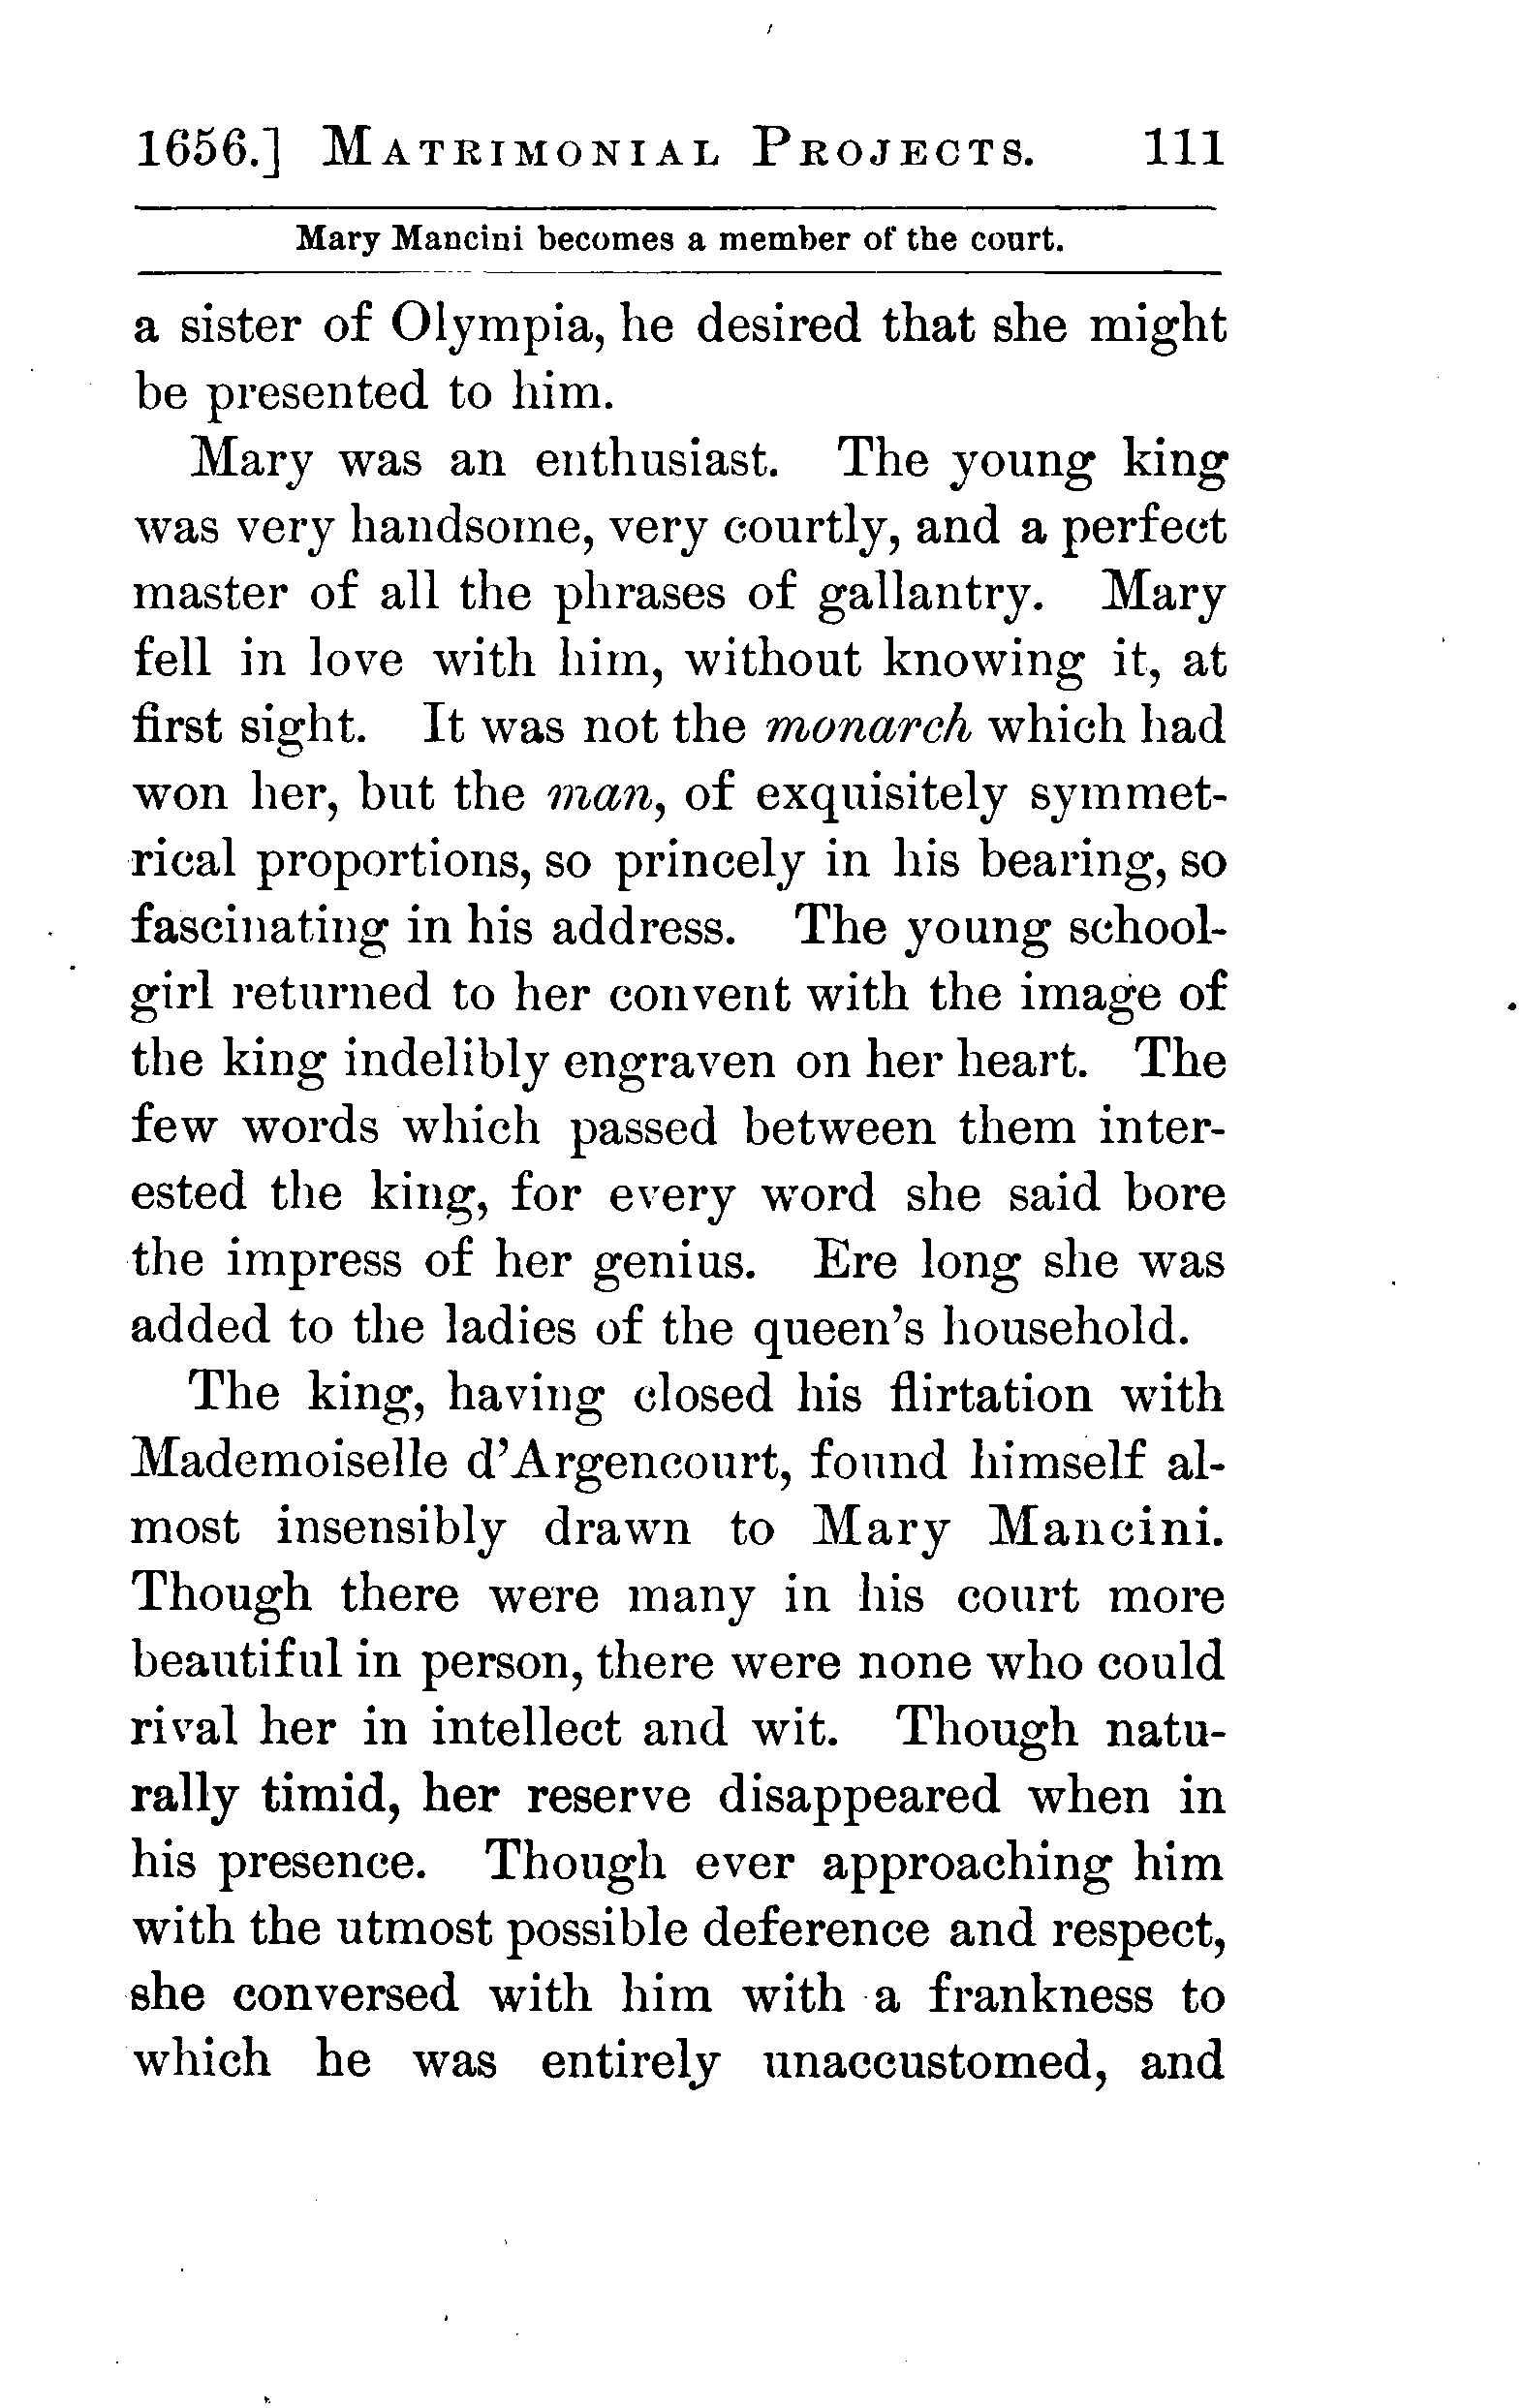 1656.] MATRIMONIAL PROJECTS. 111
Mary Mancini becomes a member of the court.
a sister of Olympia, he desired that she might
be presented to him.
Mary was an enthusiast. The young king
was very handsome, very courtly, and a perfect
master of all the phrases of gallantry. Mary
fell in love with him, without knowing it, at
first sight. It was not the monarch which had
won her, but the man, of exquisitely symmet-
rical proportions, so princely in his bearing, so
fascinating in his address. The young school-
girl returned to her convent with the image of
the king indelibly engraven on her heart. The
few words which passed between them inter-
ested the king, for every word she said bore
the impress of her genius. Ere long she was
added to the ladies of the queen's household.
The king, having closed his flirtation with
Mademoiselle d'Argencourt, found himself al-
most insensibly drawn to Mary Mancini.
Though there were many in his court more
beautiful in person, there were none who could
rival her in intellect and wit. Though natu-
rally timid, her reserve disappeared when in
his presence. Though ever approaching him
with the utmost possible deference and respect,
she conversed with him with a frankness to
which he was entirely unaccustomed, and